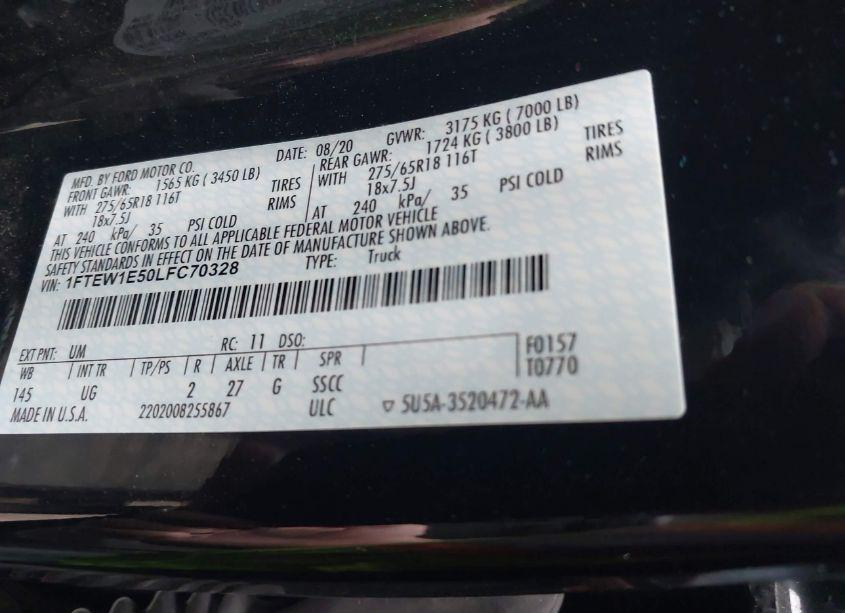 MFD. BY FORD MOTOR CO. DATE: 08/20 GVWR: 3175 KG ( 7000 LB)
FRONT GAWR: 1565 KG ( 3450 LB) REAR GAWR: 1724 KG ( 3800 LB)
WITH 275/65R18 116T TIRES WITH 275/65R18 116T TIRES
18x7.5J RIMS 18x7.5J RIMS
AT 240 kPa/ 35 PSI COLD AT 240 kPa/ 35 PSI COLD
THIS VEHICLE CONFORMS TO ALL APPLICABLE FEDERAL MOTOR VEHICLE
SAFETY STANDARDS IN EFFECT ON THE DATE OF MANUFACTURE SHOWN ABOVE.
VIN: 1FTEW1E50LFC70328 TYPE: Truck
EXT PNT: UM RC: 11 DSO: F0157
WB INT TR TP/PS R AXLE TR SPR T0770
145 UG 2 27 G SSCC
MADE IN U.S.A. 2202008255867 ULC ▽ 5U5A-3520472-AA